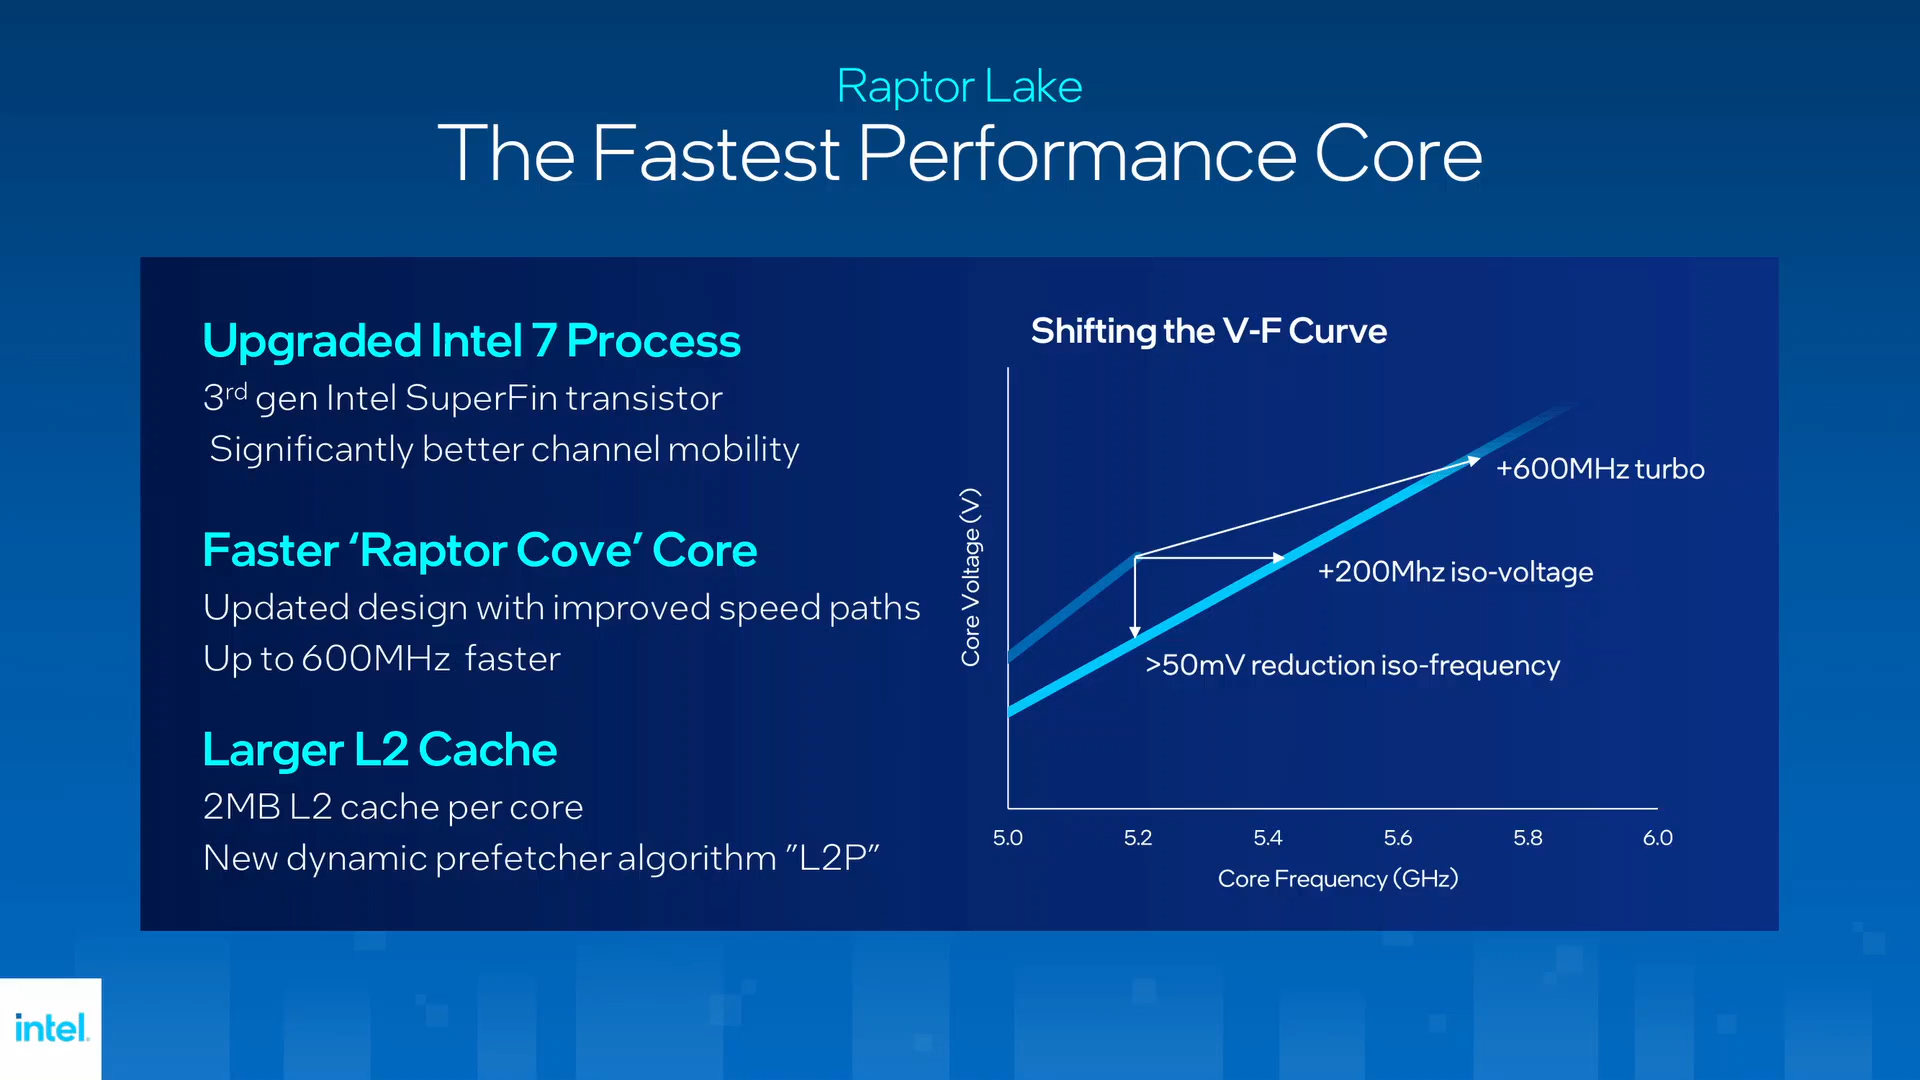 Raptor Lake
The Fastest Performance Core
Upgraded Intel 7 Process
3rd gen Intel SuperFin transistor
Significantly better channel mobility
Faster ‘Raptor Cove’ Core
Updated design with improved speed paths
Up to 600MHz faster
Larger L2 Cache
2MB L2 cache per core
New dynamic prefetcher algorithm ”L2P”
Shifting the V-F Curve
Core Voltage (V)
+600MHz turbo
+200Mhz iso-voltage
>50mV reduction iso-frequency
5.0 5.2 5.4 5.6 5.8 6.0
Core Frequency (GHz)
intel.